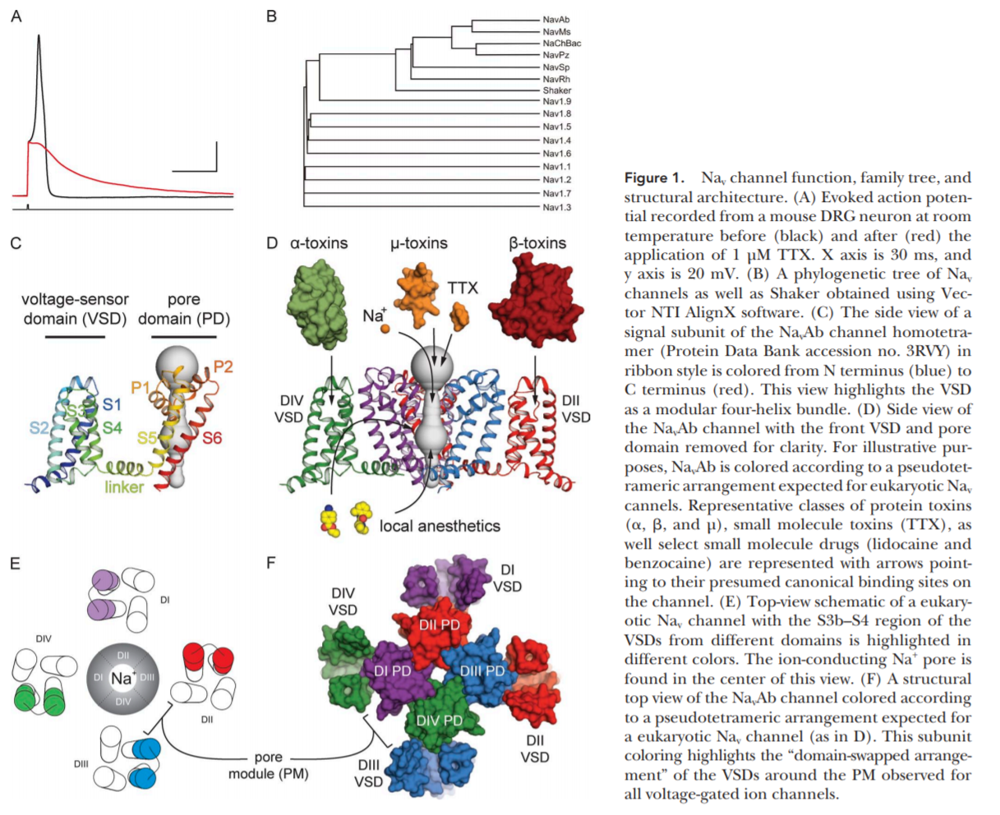 A
B
NavAb
NavMs
NaChBac
NavPz
NavSp
NavRh
Shaker
Nav1.9
Nav1.8
Nav1.5
Nav1.4
Nav1.6
Nav1.1
Nav1.2
Nav1.7
Nav1.3
C
voltage-sensor
domain (VSD)
pore
domain (PD)
P2
P1
S3
S1
S2
S4
S5
S6
linker
D
α-toxins
μ-toxins
β-toxins
TTX
Na+
DIV
VSD
DII
VSD
local anesthetics
E
DI
DIV
DII
DI
Na+
DIII
DIV
DII
DIII
pore
module (PM)
F
DI
VSD
DIV
VSD
DII PD
DI PD
DIII PD
DIV PD
DII
VSD
DIII
VSD
Figure 1. Nav channel function, family tree, and
structural architecture. (A) Evoked action poten-
tial recorded from a mouse DRG neuron at room
temperature before (black) and after (red) the
application of 1 μM TTX. X axis is 30 ms, and
y axis is 20 mV. (B) A phylogenetic tree of Nav
channels as well as Shaker obtained using Vec-
tor NTI AlignX software. (C) The side view of a
signal subunit of the NavAb channel homotetra-
mer (Protein Data Bank accession no. 3RVY) in
ribbon style is colored from N terminus (blue) to
C terminus (red). This view highlights the VSD
as a modular four-helix bundle. (D) Side view of
the NavAb channel with the front VSD and pore
domain removed for clarity. For illustrative pur-
poses, NavAb is colored according to a pseudotet-
rameric arrangement expected for eukaryotic Nav
cannels. Representative classes of protein toxins
(α, β, and μ), small molecule toxins (TTX), as
well select small molecule drugs (lidocaine and
benzocaine) are represented with arrows point-
ing to their presumed canonical binding sites on
the channel. (E) Top-view schematic of a eukary-
otic Nav channel with the S3b–S4 region of the
VSDs from different domains is highlighted in
different colors. The ion-conducting Na+ pore is
found in the center of this view. (F) A structural
top view of the NavAb channel colored according
to a pseudotetrameric arrangement expected for
a eukaryotic Nav channel (as in D). This subunit
coloring highlights the “domain-swapped arrange-
ment” of the VSDs around the PM observed for
all voltage-gated ion channels.